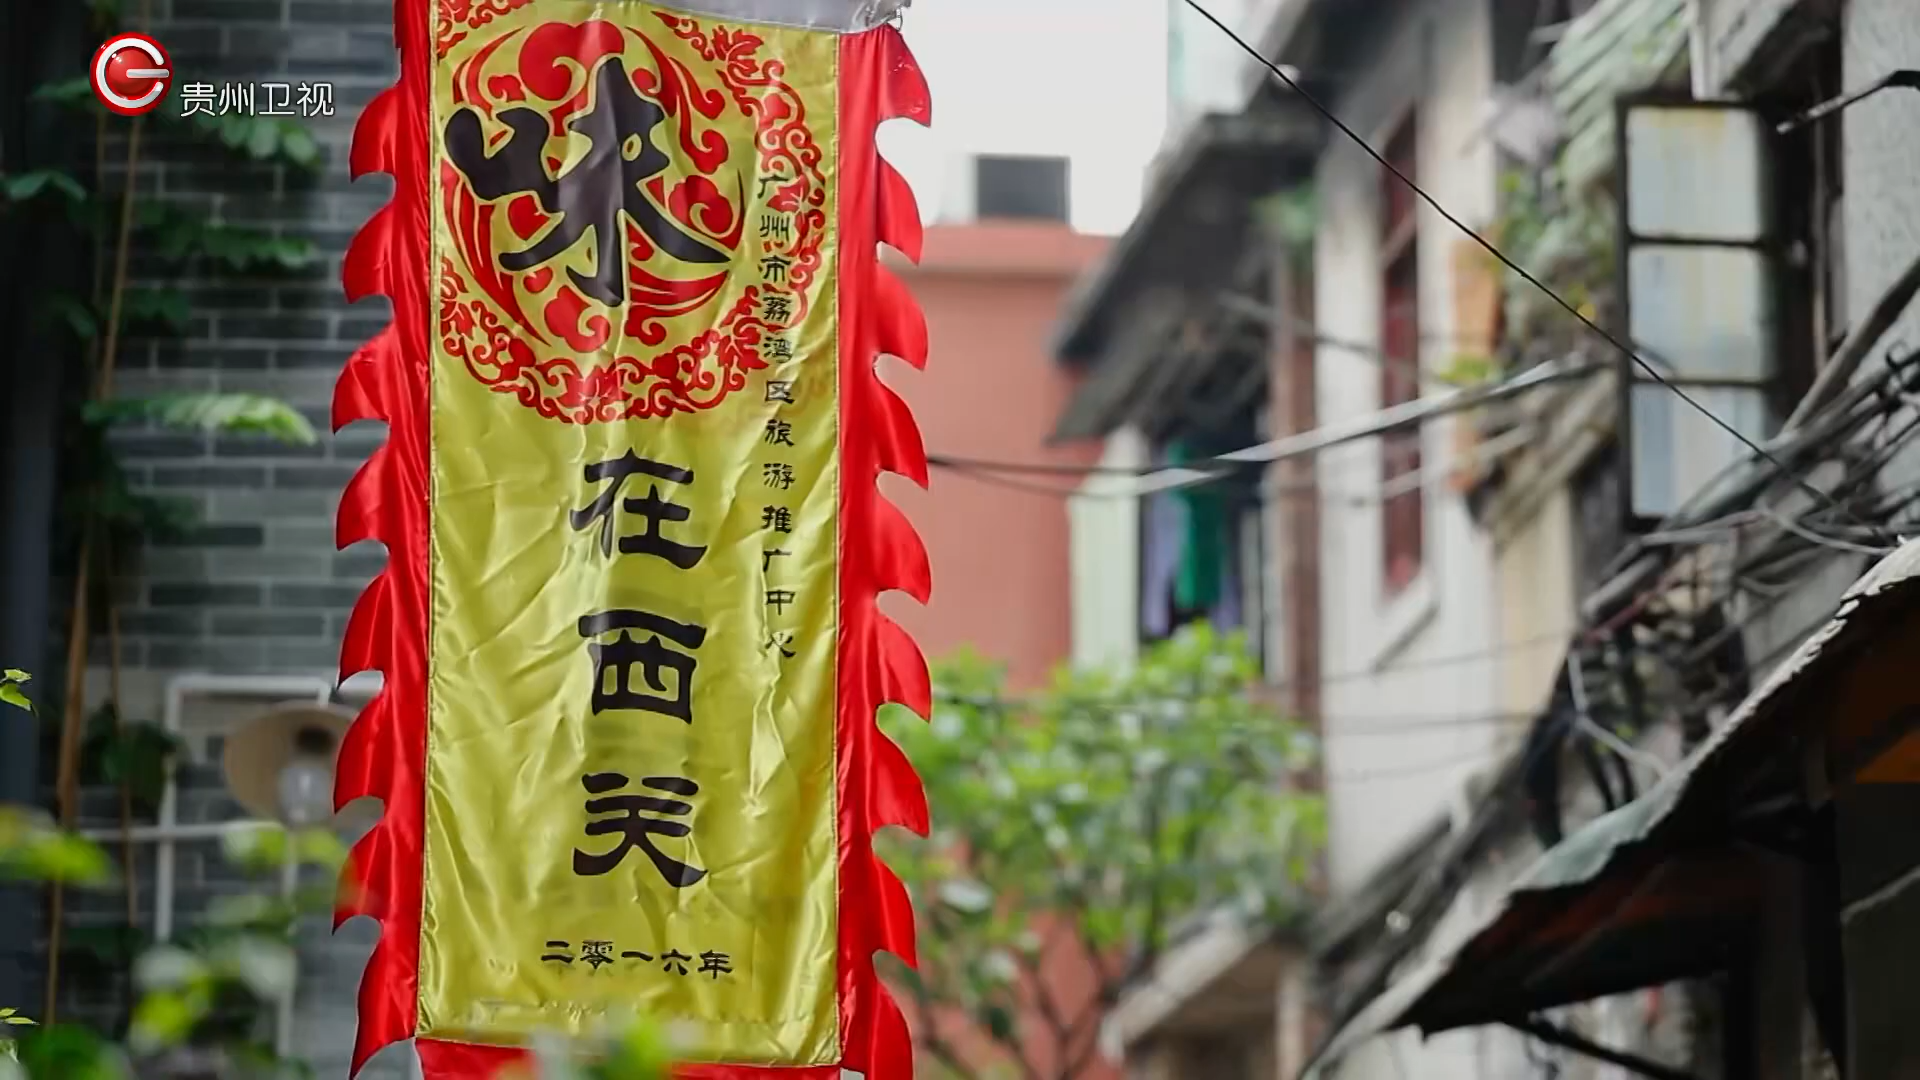 贵州卫视
味
在西关
广州市荔湾区旅游推广中心
二零一六年